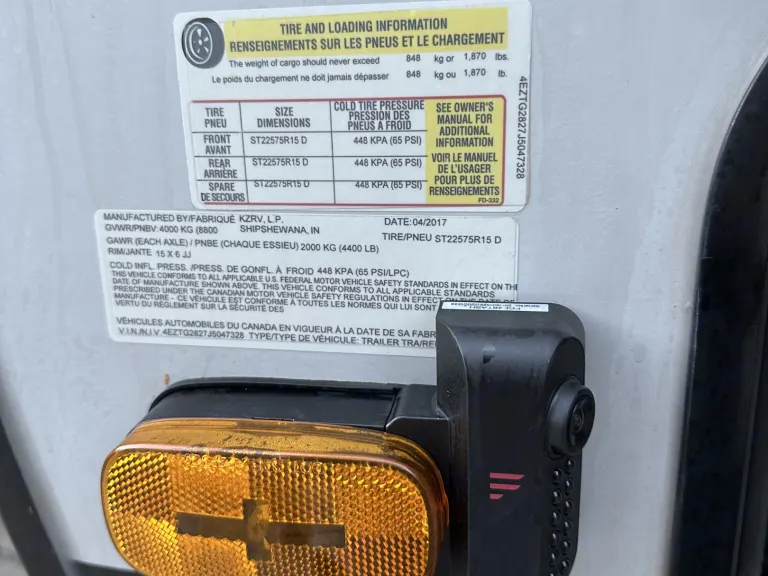 TIRE AND LOADING INFORMATION
RENSEIGNEMENTS SUR LES PNEUS ET LE CHARGEMENT
The weight of cargo should never exceed 848 kg or 1,870 lbs.
Le poids du chargement ne doit jamais dépasser 848 kg ou 1,870 lb.
TIRE PNEU SIZE DIMENSIONS COLD TIRE PRESSURE PRESSION DES PNEUS A FROID
FRONT AVANT ST22575R15 D 448 KPA (65 PSI)
REAR ARRIÈRE ST22575R15 D 448 KPA (65 PSI)
SPARE DE SECOURS ST22575R15 D 448 KPA (65 PSI)
SEE OWNER'S
MANUAL FOR
ADDITIONAL
INFORMATION
VOIR LE MANUEL
DE L'USAGER
POUR PLUS DE
RENSEIGNEMENTS
FD-332
4EZTG2827J5047328
MANUFACTURED BY/FABRIQUÉ KZRV, L.P. DATE:04/2017
GVWR/PNBV: 4000 KG (8800 SHIPSHEWANA, IN TIRE/PNEU ST22575R15 D
GAWR (EACH AXLE) / PNBE (CHAQUE ESSIEU) 2000 KG (4400 LB)
RIM/JANTE 15 X 6 JJ
COLD INFL. PRESS. /PRESS. DE GONFL. À FROID 448 KPA (65 PSI/LPC)
THIS VEHICLE CONFORMS TO ALL APPLICABLE U.S. FEDERAL MOTOR VEHICLE SAFETY STANDARDS IN EFFECT ON THE
DATE OF MANUFACTURE SHOWN ABOVE. THIS VEHICLE CONFORMS TO ALL APPLICABLE STANDARDS
PRESCRIBED UNDER THE CANADIAN MOTOR VEHICLE SAFETY REGULATIONS IN EFFECT ON THE DATE OF
MANUFACTURE - CE VÉHICULE EST CONFORME À TOUTES LES NORMES QUI LUI SONT
VERTU DU RÈGLEMENT SUR LA SÉCURITÉ DES
VÉHICULES AUTOMOBILES DU CANADA EN VIGUEUR À LA DATE DE SA FABR
V.I.N./N.I.V. 4EZTG2827J5047328 TYPE/TYPE DE VÉHICULE: TRAILER TRA/RE